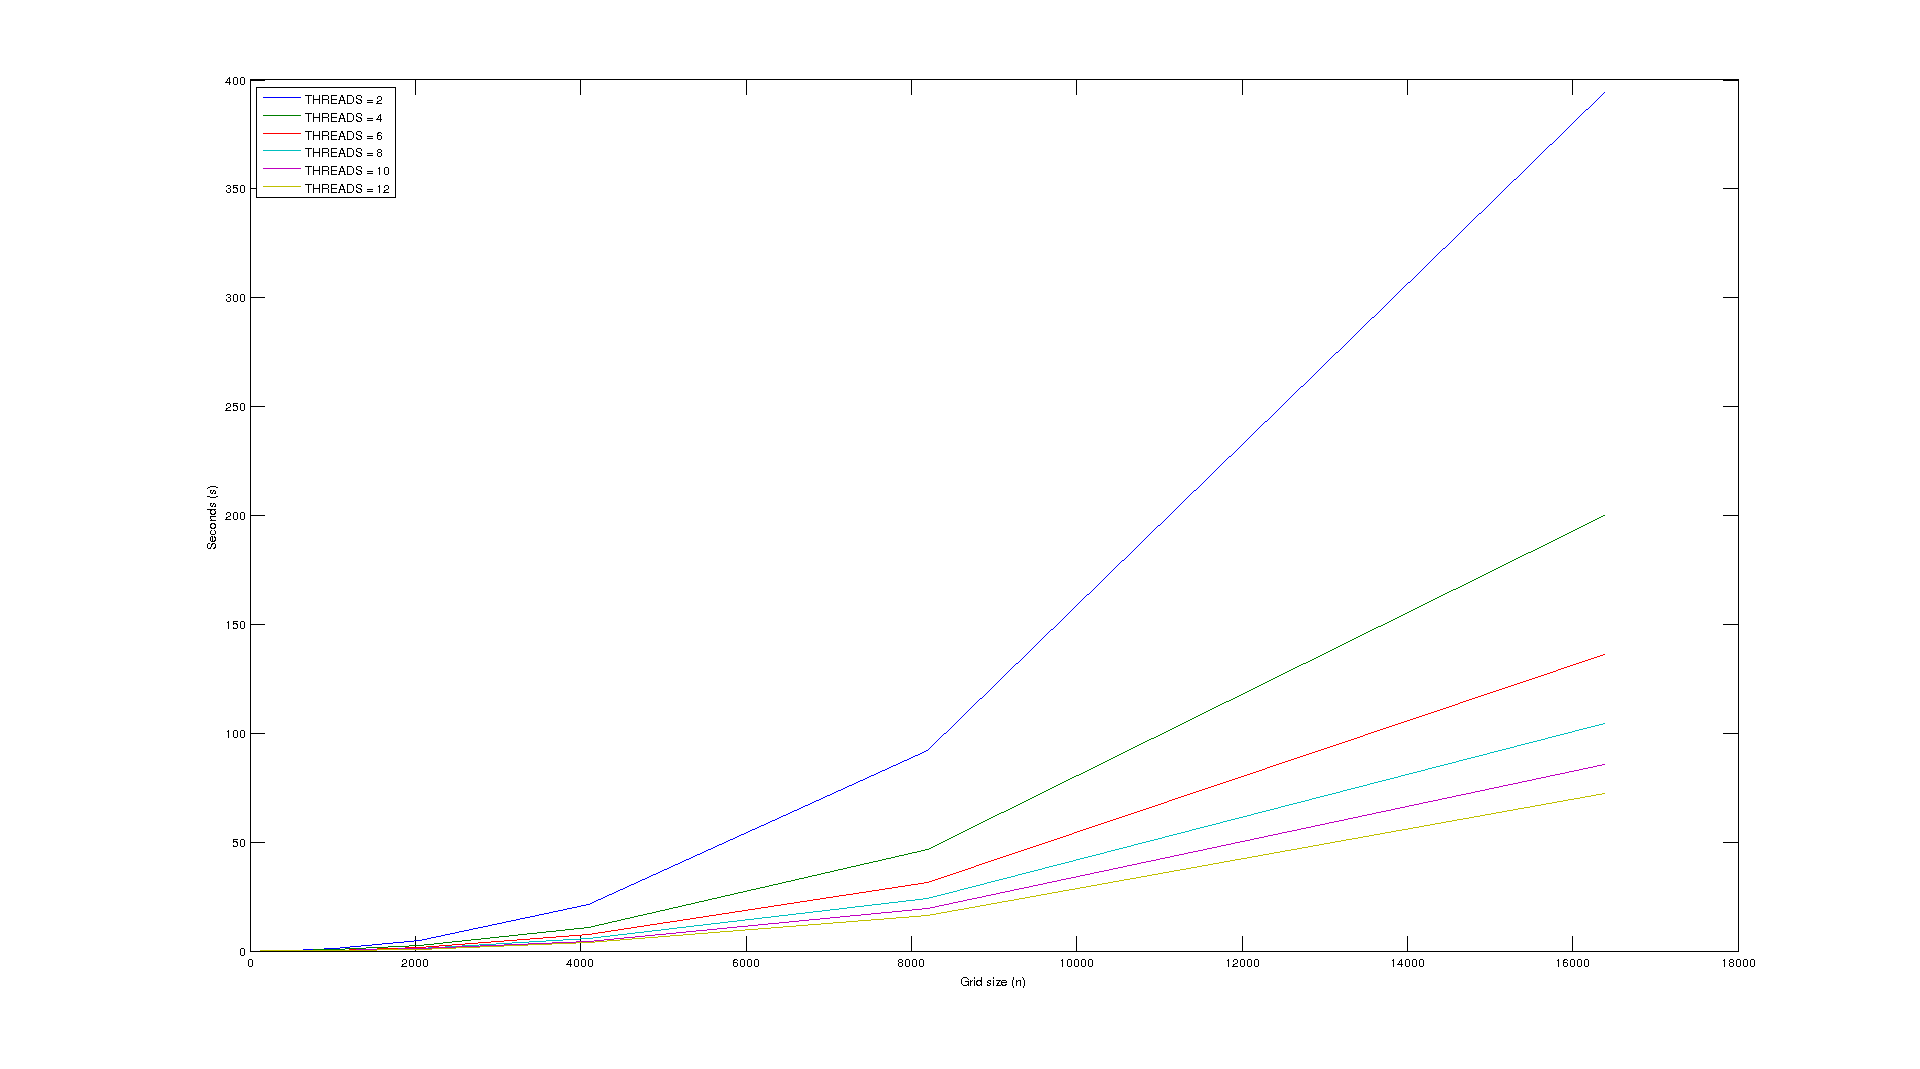 400
THREADS = 2
THREADS = 4
THREADS = 6
THREADS = 8
THREADS = 10
THREADS = 12
350
300
250
200
150
100
50
0
Seconds (s)
0 2000 4000 6000 8000 10000 12000 14000 16000 18000
Grid size (n)